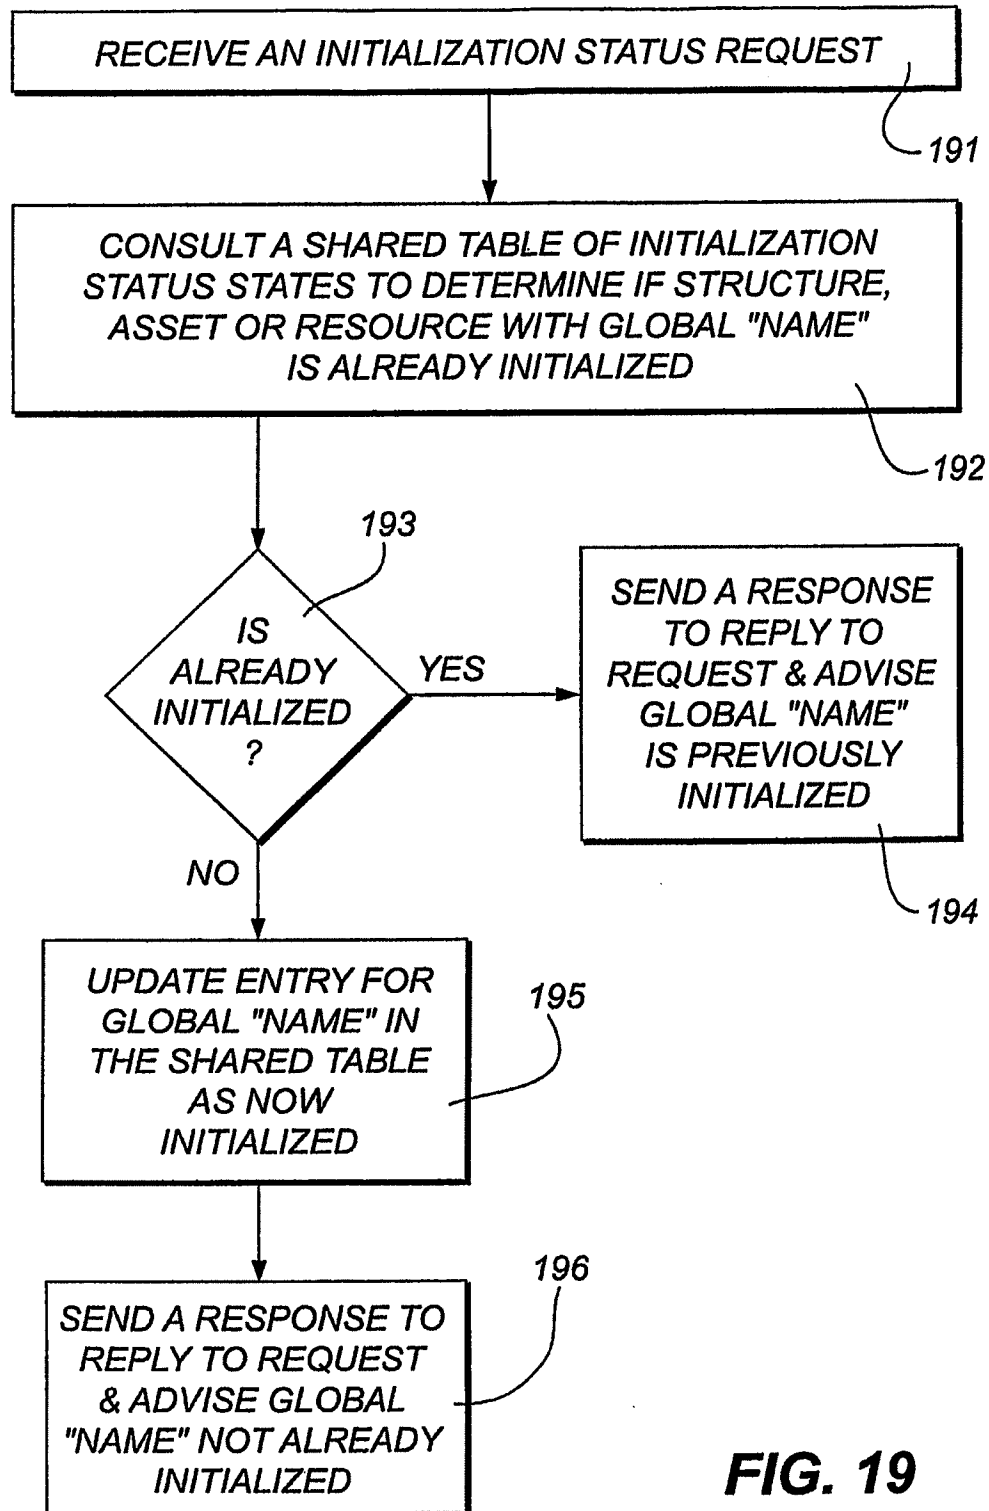 RECEIVE AN INITIALIZATION STATUS REQUEST
191
CONSULT A SHARED TABLE OF INITIALIZATION
STATUS STATES TO DETERMINE IF STRUCTURE,
ASSET OR RESOURCE WITH GLOBAL "NAME"
IS ALREADY INITIALIZED
192
193
IS
ALREADY
INITIALIZED
?
YES
SEND A RESPONSE
TO REPLY TO
REQUEST & ADVISE
GLOBAL "NAME"
IS PREVIOUSLY
INITIALIZED
194
NO
UPDATE ENTRY FOR
GLOBAL "NAME" IN
THE SHARED TABLE
AS NOW
INITIALIZED
195
SEND A RESPONSE TO
REPLY TO REQUEST
& ADVISE GLOBAL
"NAME" NOT ALREADY
INITIALIZED
196
FIG. 19